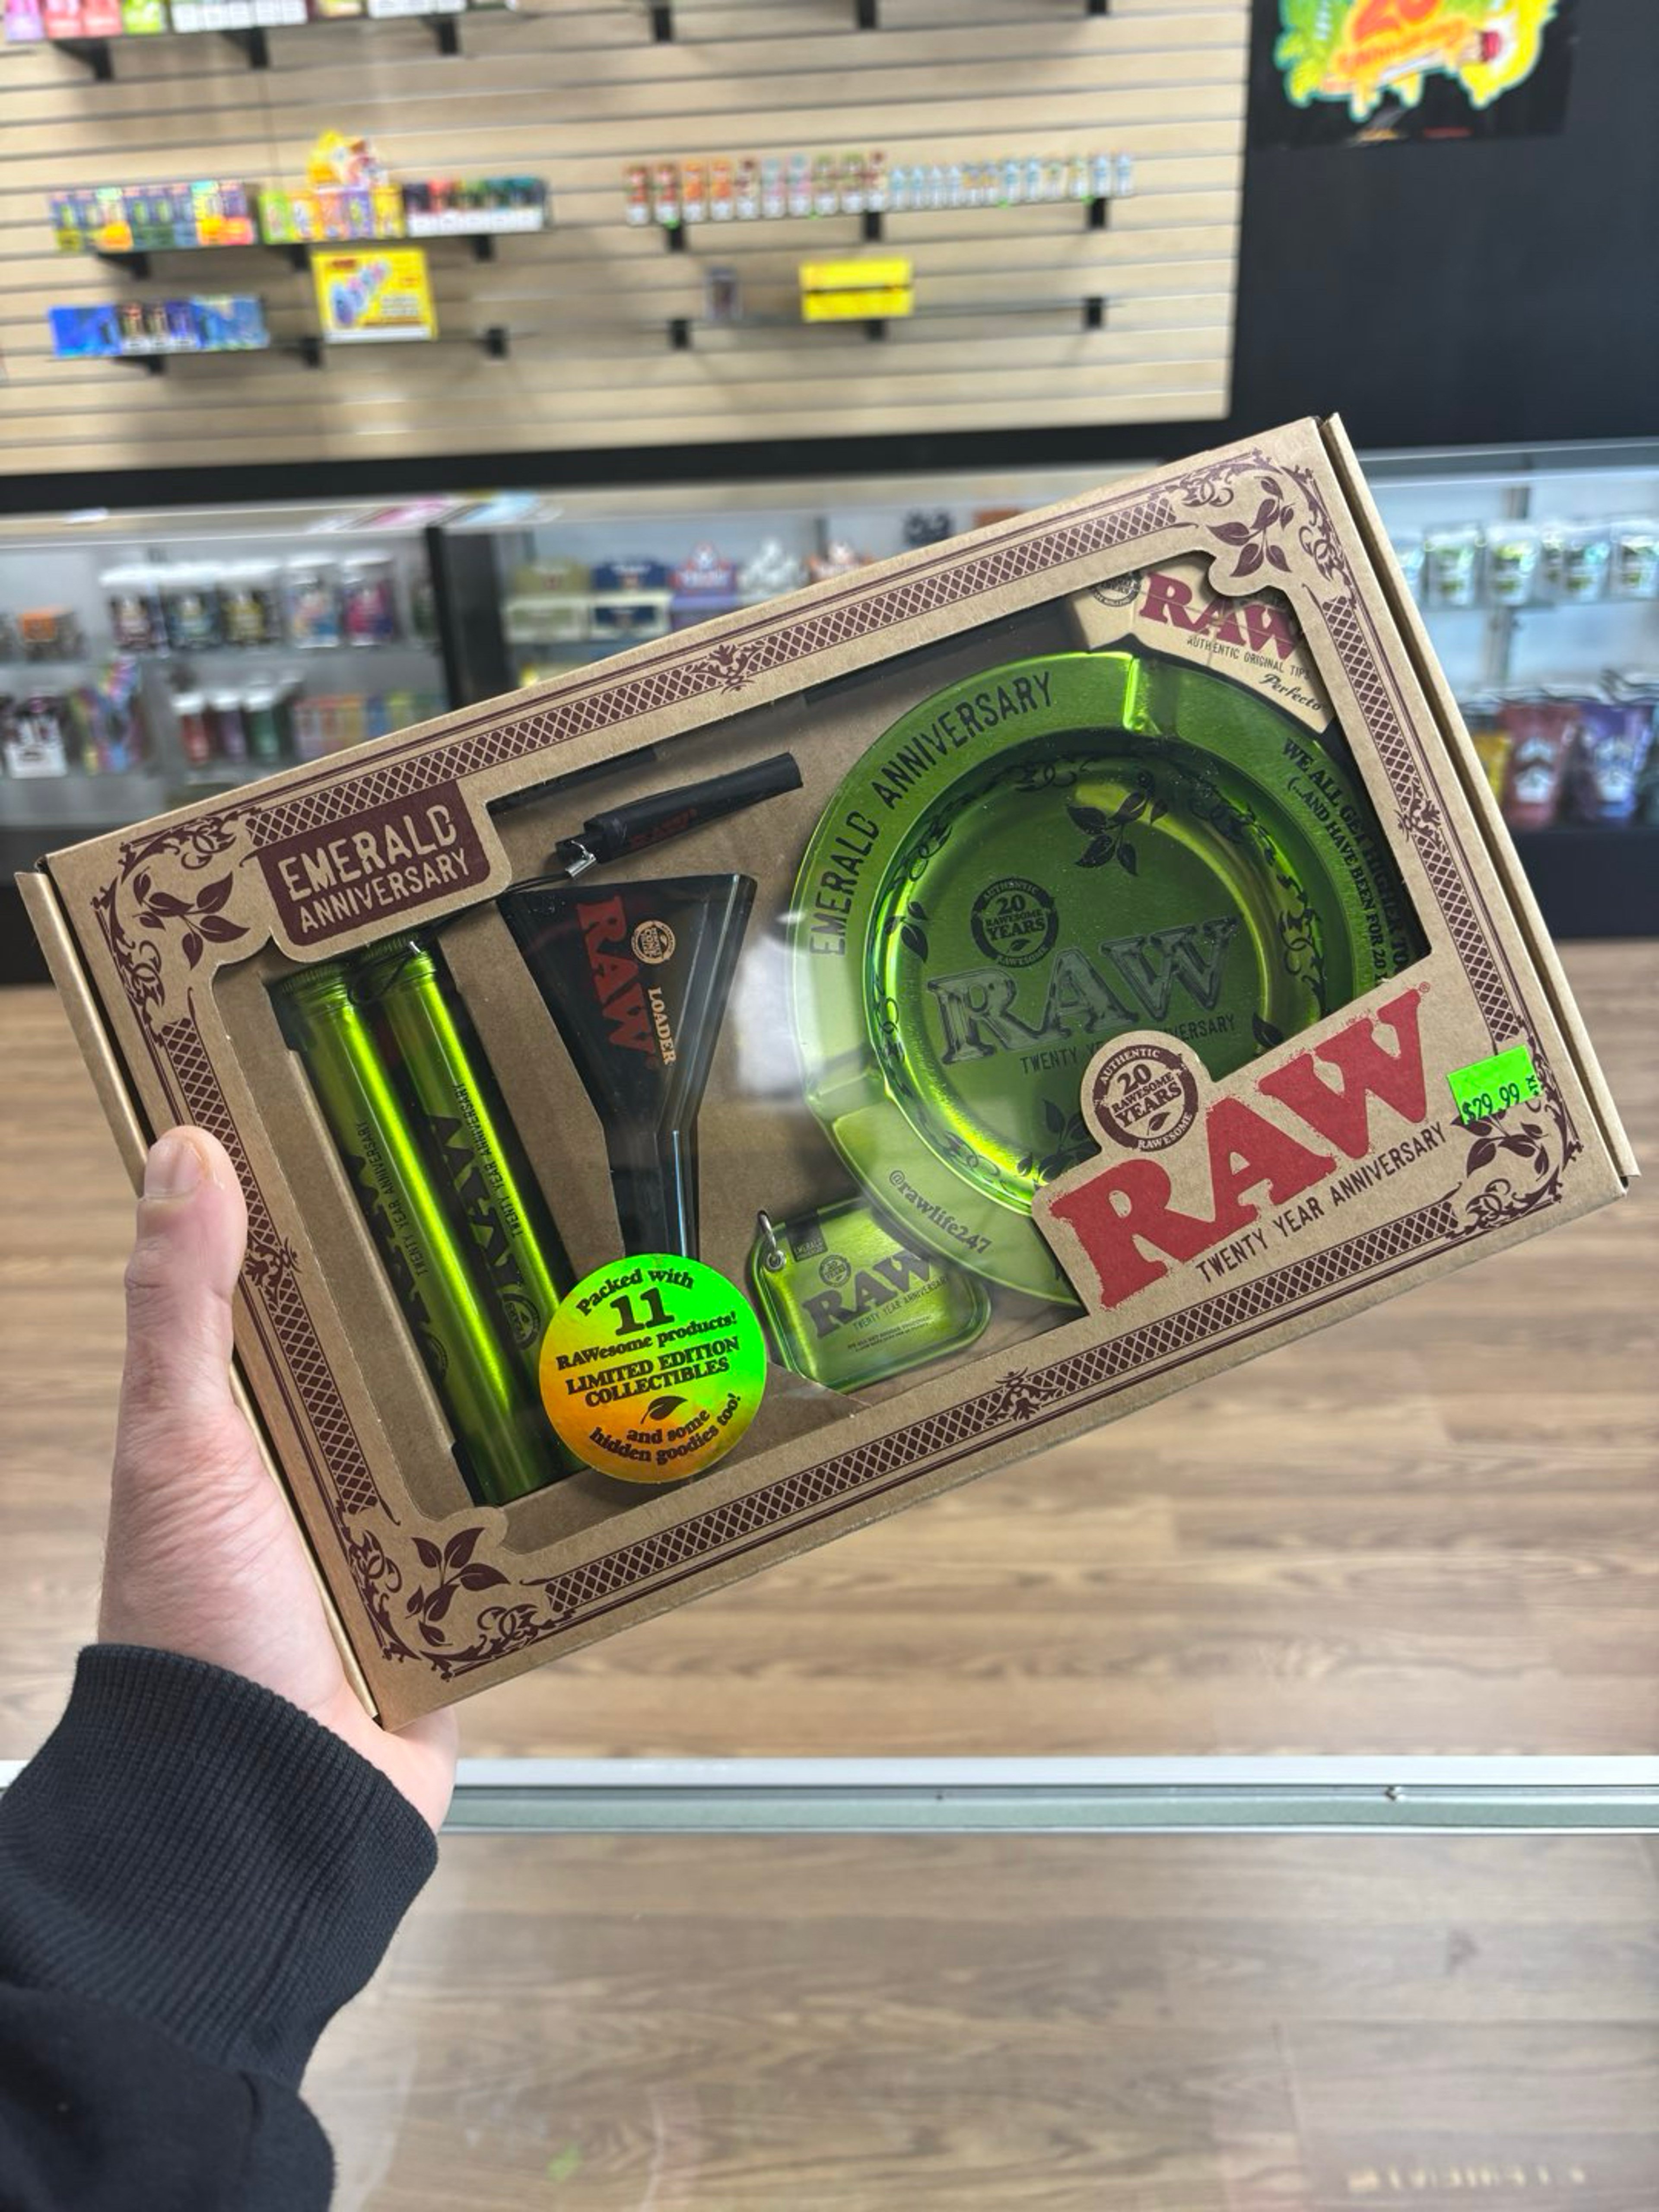 EMERALD
ANNIVERSARY
RAW
AUTHENTIC ORIGINAL TIPS
Perfecto
EMERALD ANNIVERSARY
WE ALL GET HIGHER TO
(...AND HAVE BEEN FOR 20
AUTHENTIC
20
RAWESOME
YEARS
RAWESOME
RAW
TWENTY
@rawlife247
RAW
LOADER
TWENTY YEAR ANNIVERSARY
TWENTY YEAR ANNIVERSARY
RAW
TWENTY YEAR ANNIVERSARY
Packed with
11
RAWesome products!
LIMITED EDITION
COLLECTIBLES
and some
hidden goodies too!
AUTHENTIC
20
RAWESOME
YEARS
RAWESOME
RAW®
TWENTY YEAR ANNIVERSARY
$79.99